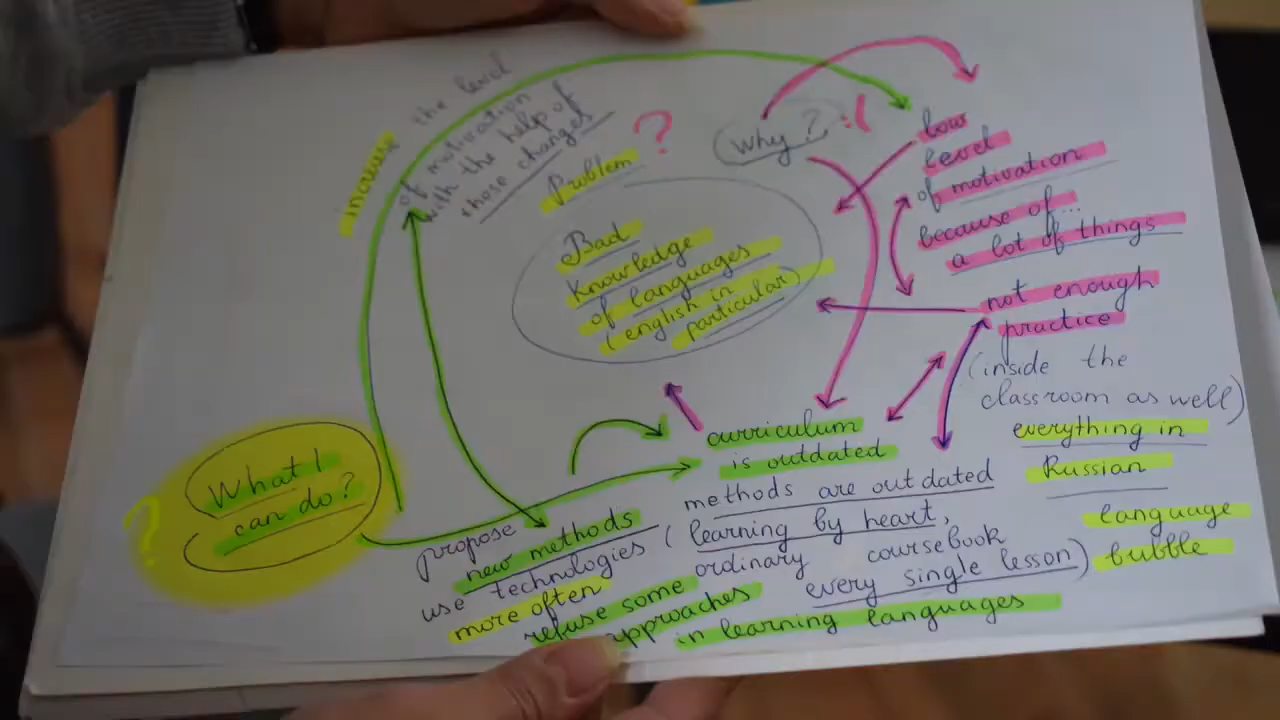 increase the level
of motivation
with the help of
these changes
Problem ?
Why? :(
Bad
knowledge
of languages
(english in
particular)
low
level
of motivation
because of...
a lot of things
not enough
practice
(inside the
classroom as well)
everything in
Russian
language
bubble
curriculum
is outdated
methods are outdated
(learning by heart,
ordinary coursebook
every single lesson)
What I
can do?
?
propose
new methods
use technologies
more often
refuse some
approaches
in learning languages